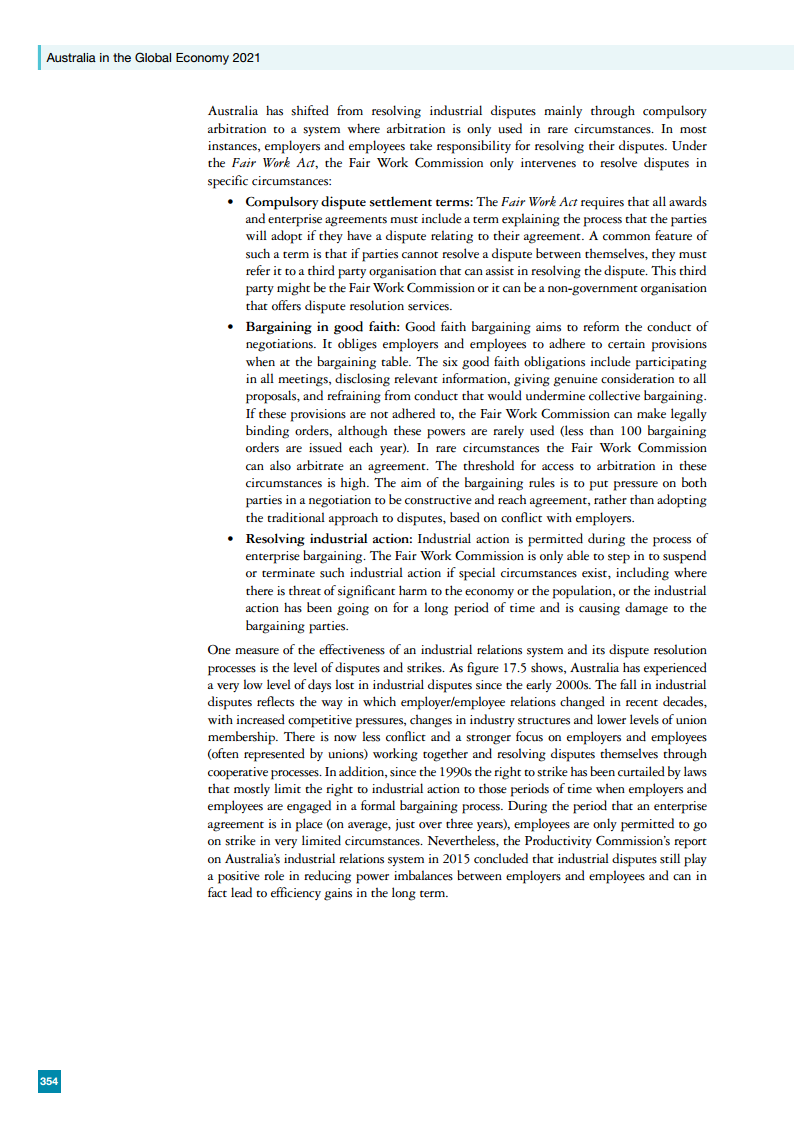 Australia in the Global Economy 2021
Australia has shifted from resolving industrial disputes mainly through compulsory
arbitration to a system where arbitration is only used in rare circumstances. In most
instances, employers and employees take responsibility for resolving their disputes. Under
the Fair Work Act, the Fair Work Commission only intervenes to resolve disputes in
specific circumstances:
• Compulsory dispute settlement terms: The Fair Work Act requires that all awards
and enterprise agreements must include a term explaining the process that the parties
will adopt if they have a dispute relating to their agreement. A common feature of
such a term is that if parties cannot resolve a dispute between themselves, they must
refer it to a third party organisation that can assist in resolving the dispute. This third
party might be the Fair Work Commission or it can be a non-government organisation
that offers dispute resolution services.
• Bargaining in good faith: Good faith bargaining aims to reform the conduct of
negotiations. It obliges employers and employees to adhere to certain provisions
when at the bargaining table. The six good faith obligations include participating
in all meetings, disclosing relevant information, giving genuine consideration to all
proposals, and refraining from conduct that would undermine collective bargaining.
If these provisions are not adhered to, the Fair Work Commission can make legally
binding orders, although these powers are rarely used (less than 100 bargaining
orders are issued each year). In rare circumstances the Fair Work Commission
can also arbitrate an agreement. The threshold for access to arbitration in these
circumstances is high. The aim of the bargaining rules is to put pressure on both
parties in a negotiation to be constructive and reach agreement, rather than adopting
the traditional approach to disputes, based on conflict with employers.
• Resolving industrial action: Industrial action is permitted during the process of
enterprise bargaining. The Fair Work Commission is only able to step in to suspend
or terminate such industrial action if special circumstances exist, including where
there is threat of significant harm to the economy or the population, or the industrial
action has been going on for a long period of time and is causing damage to the
bargaining parties.
One measure of the effectiveness of an industrial relations system and its dispute resolution
processes is the level of disputes and strikes. As figure 17.5 shows, Australia has experienced
a very low level of days lost in industrial disputes since the early 2000s. The fall in industrial
disputes reflects the way in which employer/employee relations changed in recent decades,
with increased competitive pressures, changes in industry structures and lower levels of union
membership. There is now less conflict and a stronger focus on employers and employees
(often represented by unions) working together and resolving disputes themselves through
cooperative processes. In addition, since the 1990s the right to strike has been curtailed by laws
that mostly limit the right to industrial action to those periods of time when employers and
employees are engaged in a formal bargaining process. During the period that an enterprise
agreement is in place (on average, just over three years), employees are only permitted to go
on strike in very limited circumstances. Nevertheless, the Productivity Commission's report
on Australia's industrial relations system in 2015 concluded that industrial disputes still play
a positive role in reducing power imbalances between employers and employees and can in
fact lead to efficiency gains in the long term.
354